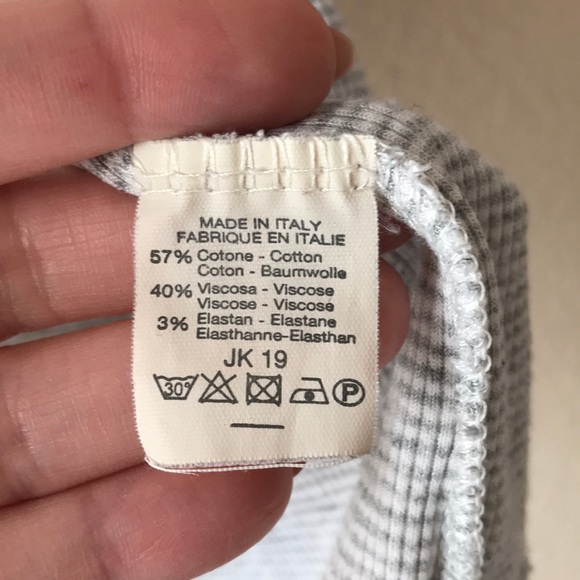 MADE IN ITALY
FABRIQUE EN ITALIE
57% Cotone - Cotton
Coton - Baumwolle
40% Viscosa - Viscose
Viscose - Viscose
3% Elastan - Elastane
Elasthanne-Elasthan
JK 19
30° P